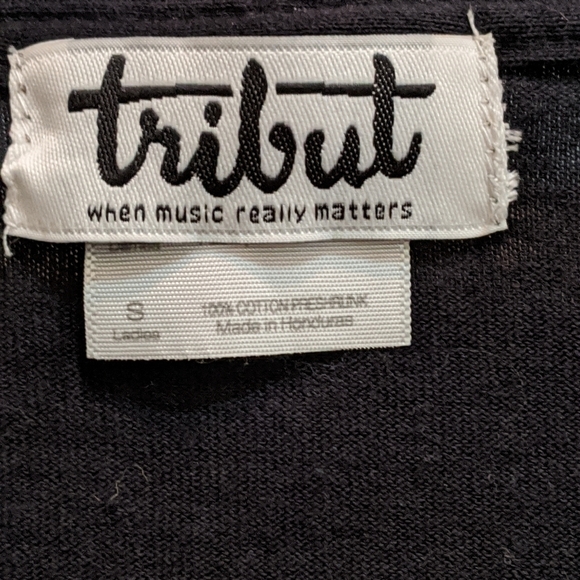 tribut
when music really matters
S
Ladies
100% COTTON PRESHRUNK
Made in Honduras